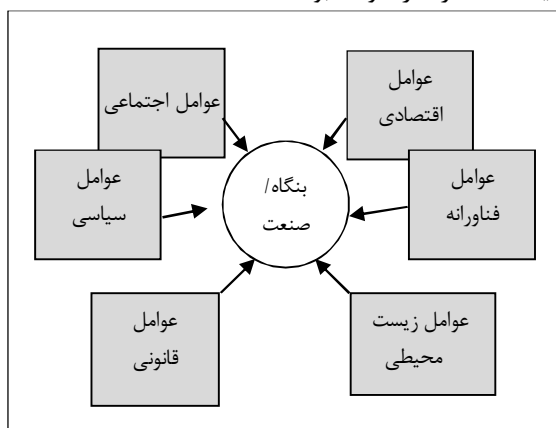 عوامل
اقتصادی
عوامل اجتماعی
عوامل
فناورانه
بنگاه/
صنعت
عوامل
سیاسی
عوامل زیست
محیطی
عوامل
قانونی